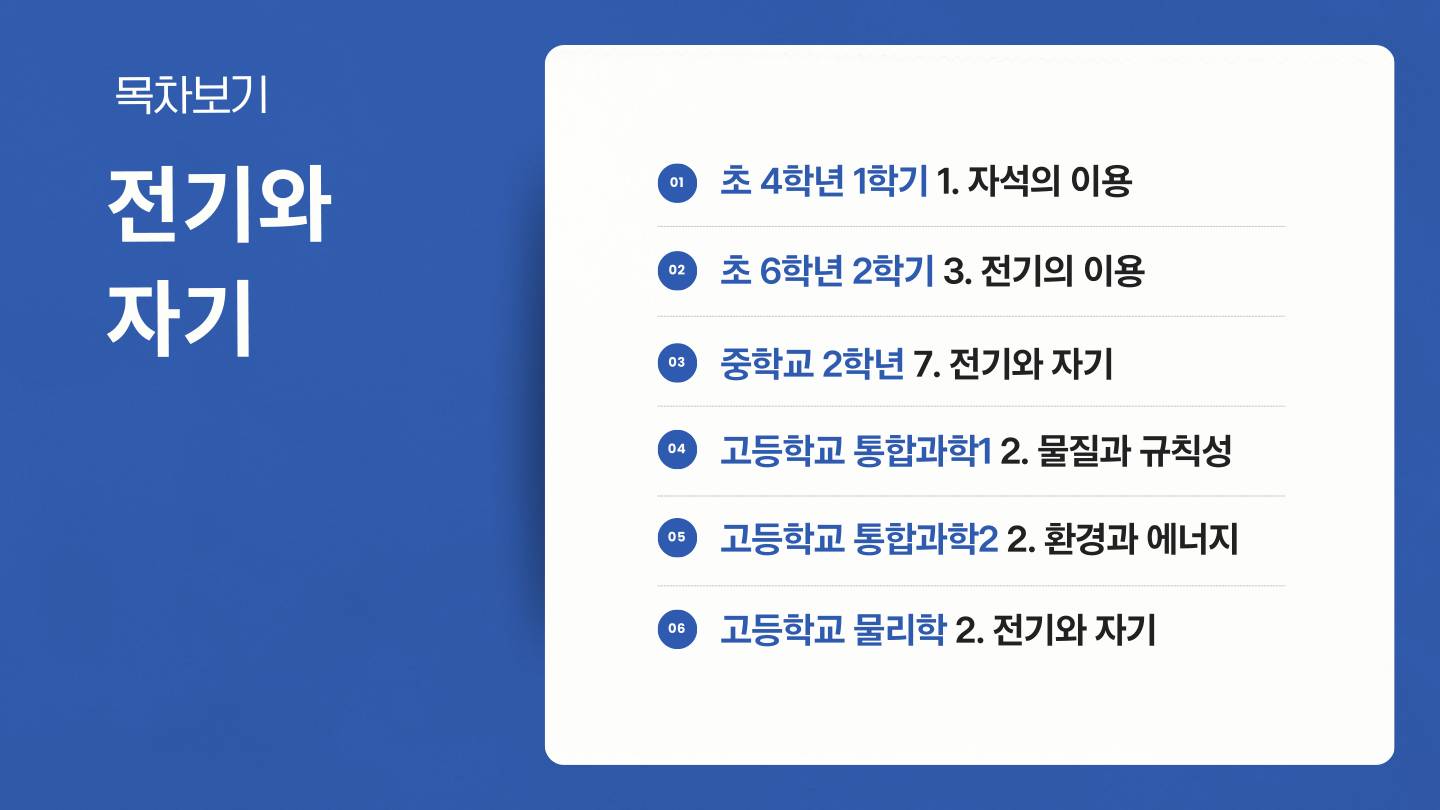 목차보기
전기와
자기
01 초 4학년 1학기 1. 자석의 이용
02 초 6학년 2학기 3. 전기의 이용
03 중학교 2학년 7. 전기와 자기
04 고등학교 통합과학1 2. 물질과 규칙성
05 고등학교 통합과학2 2. 환경과 에너지
06 고등학교 물리학 2. 전기와 자기